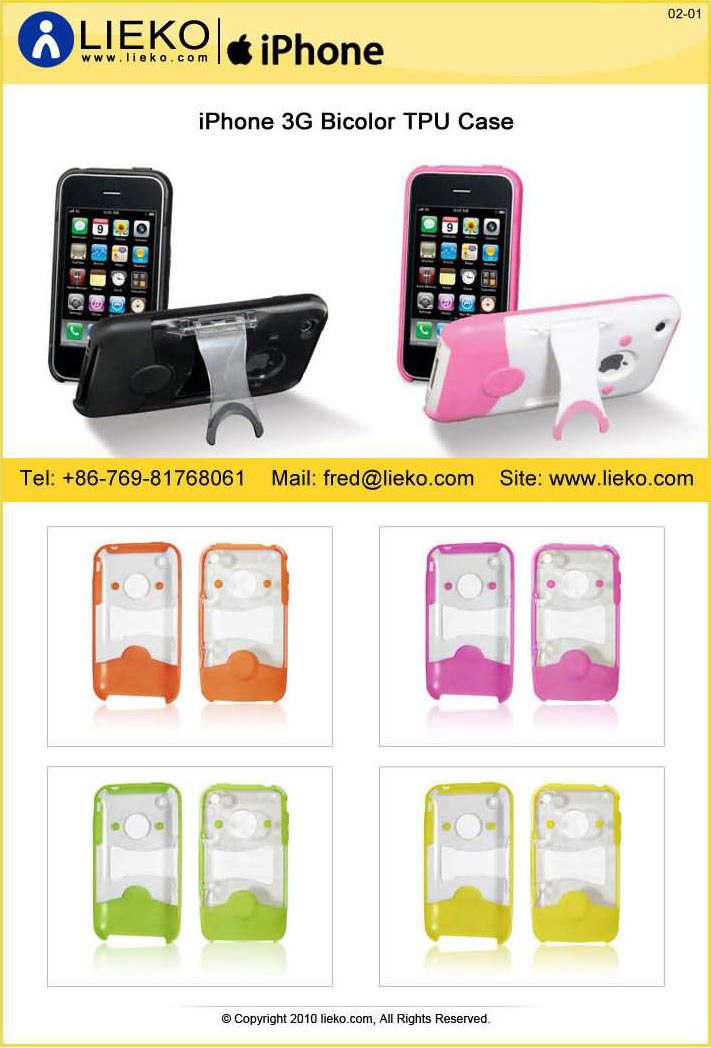 02-01
LIEKO
www.lieko.com
iPhone
iPhone 3G Bicolor TPU Case
Tel: +86-769-81768061 Mail: fred@lieko.com Site: www.lieko.com
© Copyright 2010 lieko.com, All Rights Reserved.